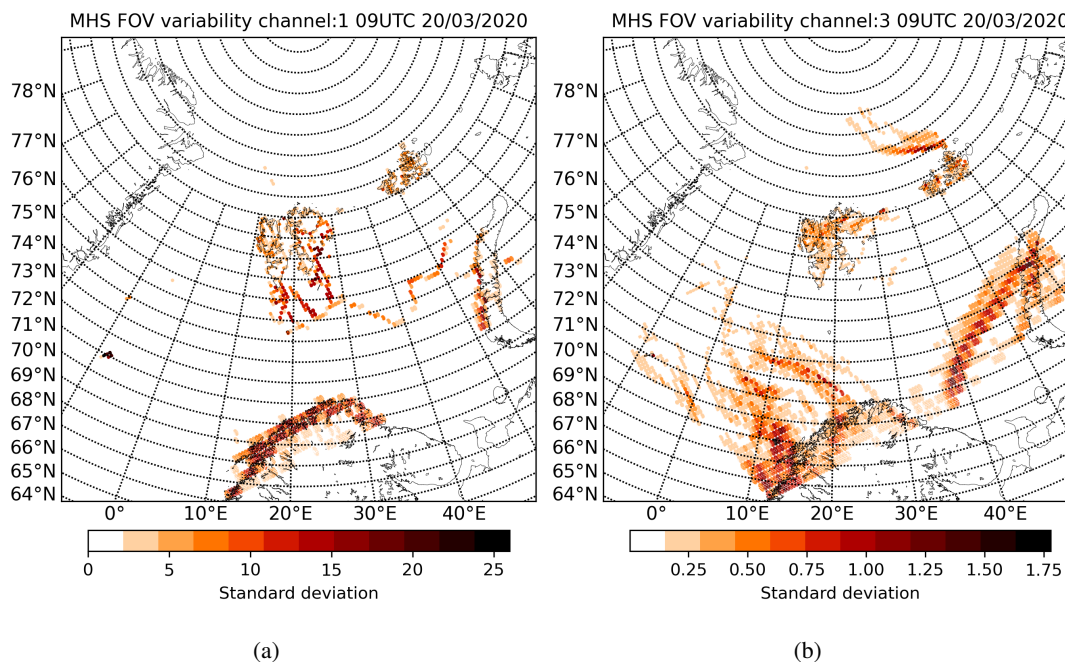 MHS FOV variability channel:1 09UTC 20/03/2020
78°N
77°N
76°N
75°N
74°N
73°N
72°N
71°N
70°N
69°N
68°N
67°N
66°N
65°N
64°N
0° 10°E 20°E 30°E 40°E
0 5 10 15 20 25
Standard deviation
(a)
MHS FOV variability channel:3 09UTC 20/03/2020
78°N
77°N
76°N
75°N
74°N
73°N
72°N
71°N
70°N
69°N
68°N
67°N
66°N
65°N
64°N
0° 10°E 20°E 30°E 40°E
0.25 0.50 0.75 1.00 1.25 1.50 1.75
Standard deviation
(b)